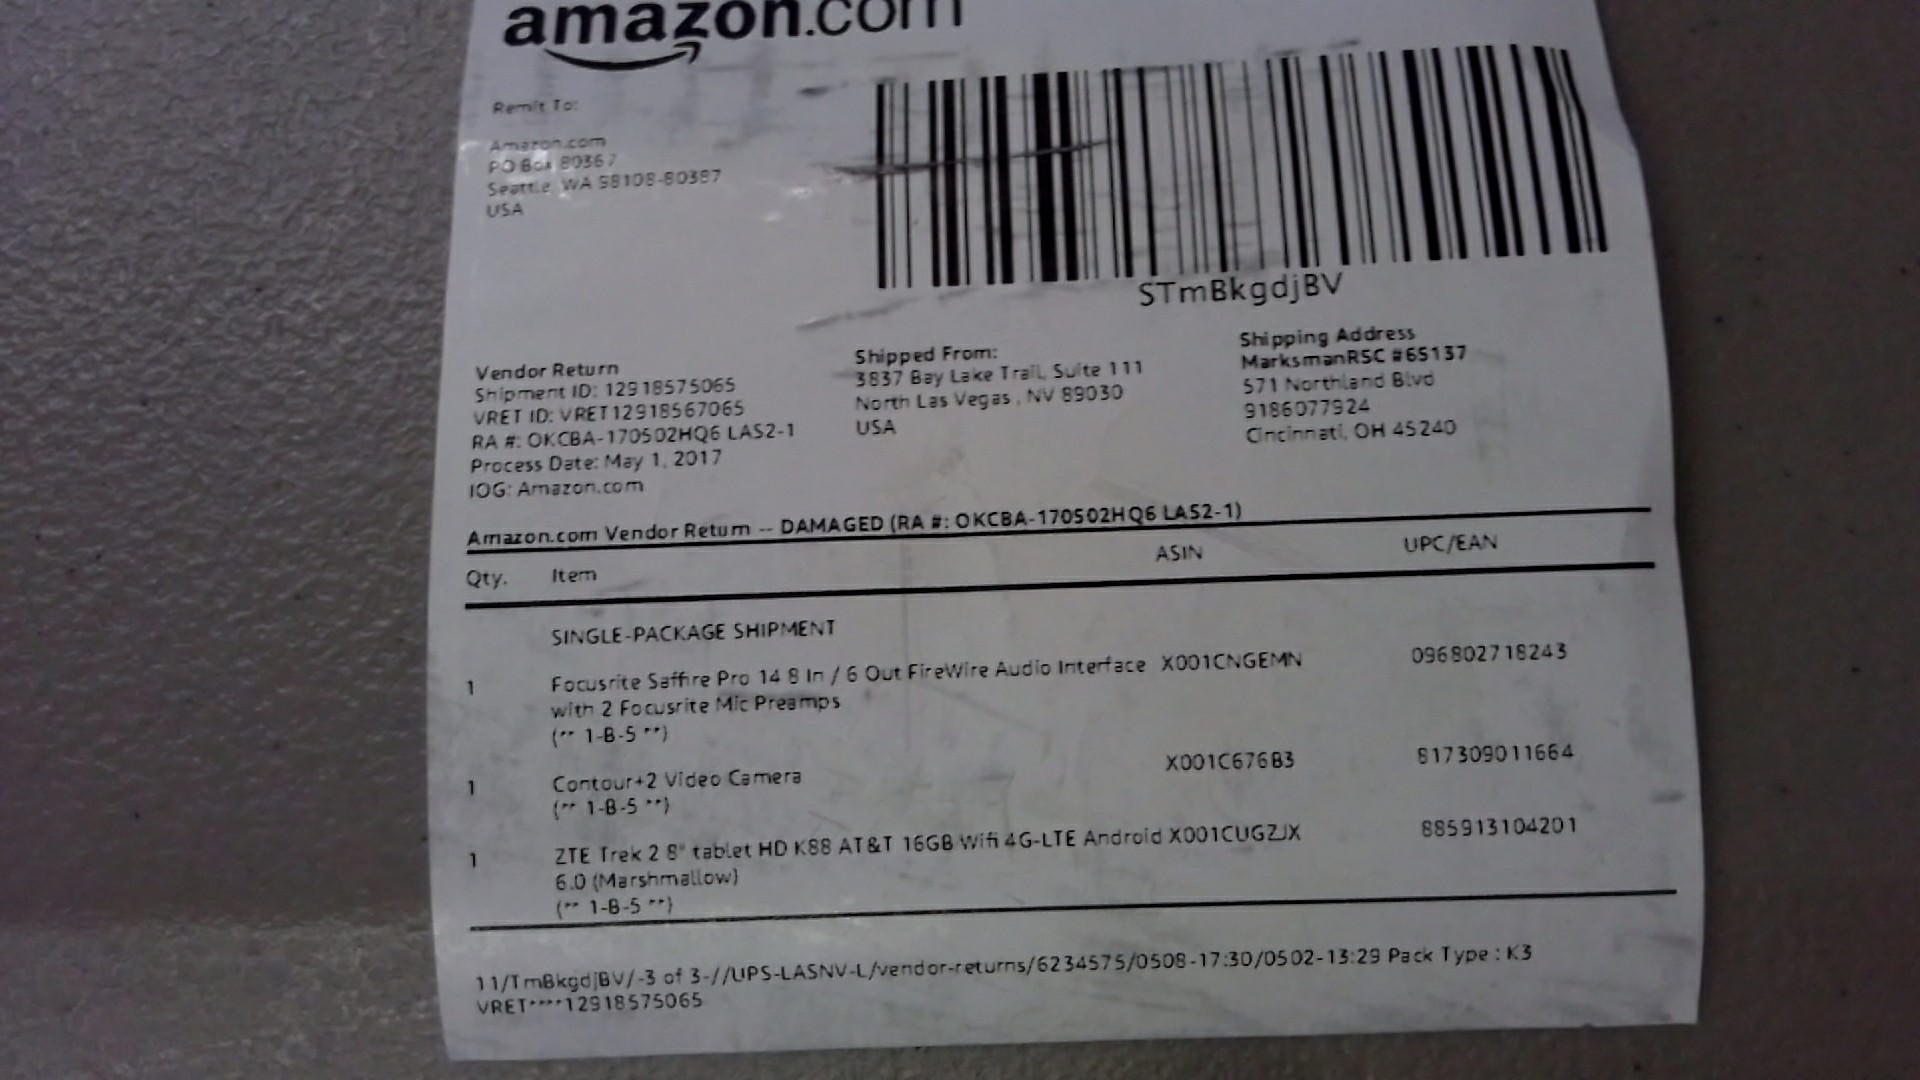 amazon.com
Remit To:
Amazon.com
PO Box 80367
Seattle, WA 98108-80387
USA
STmBkgdjBV
Vendor Return
Shipment ID: 12918575065
VRET ID: VRET12918567065
RA #: OKCBA-170502HQ6 LAS2-1
Process Date: May 1, 2017
IOG: Amazon.com
Shipped From:
3837 Bay Lake Trail, Suite 111
North Las Vegas, NV 89030
USA
Shipping Address
MarksmanRSC #65137
571 Northland Blvd
9186077924
Cincinnati, OH 45240
Amazon.com Vendor Return -- DAMAGED (RA #: OKCBA-170502HQ6 LAS2-1)
Qty. Item ASIN UPC/EAN
SINGLE-PACKAGE SHIPMENT
1 Focusrite Saffire Pro 14 8 In / 6 Out FireWire Audio Interface X001CNGEMN 096802718243
with 2 Focusrite Mic Preamps
(** 1-B-5 **)
1 Contour+2 Video Camera X001C676B3 817309011664
(** 1-B-5 **)
1 ZTE Trek 2 8" tablet HD K88 AT&T 16GB Wifi 4G-LTE Android X001CUGZJX 885913104201
6.0 (Marshmallow)
(** 1-B-5 **)
11/TmBkgdjBV/-3 of 3-//UPS-LASNV-L/vendor-returns/6234575/0508-17:30/0502-13:29 Pack Type : K3
VRET****12918575065